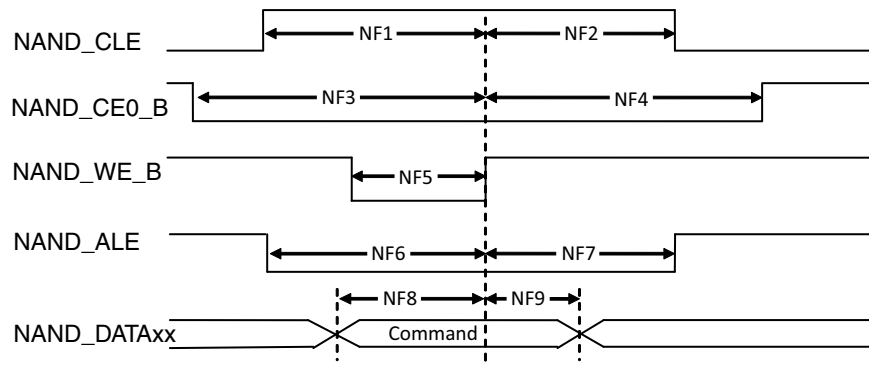 NAND_CLE NF1 NF2
NAND_CE0_B NF3 NF4
NAND_WE_B NF5
NAND_ALE NF6 NF7
NF8 NF9
NAND_DATAxx Command